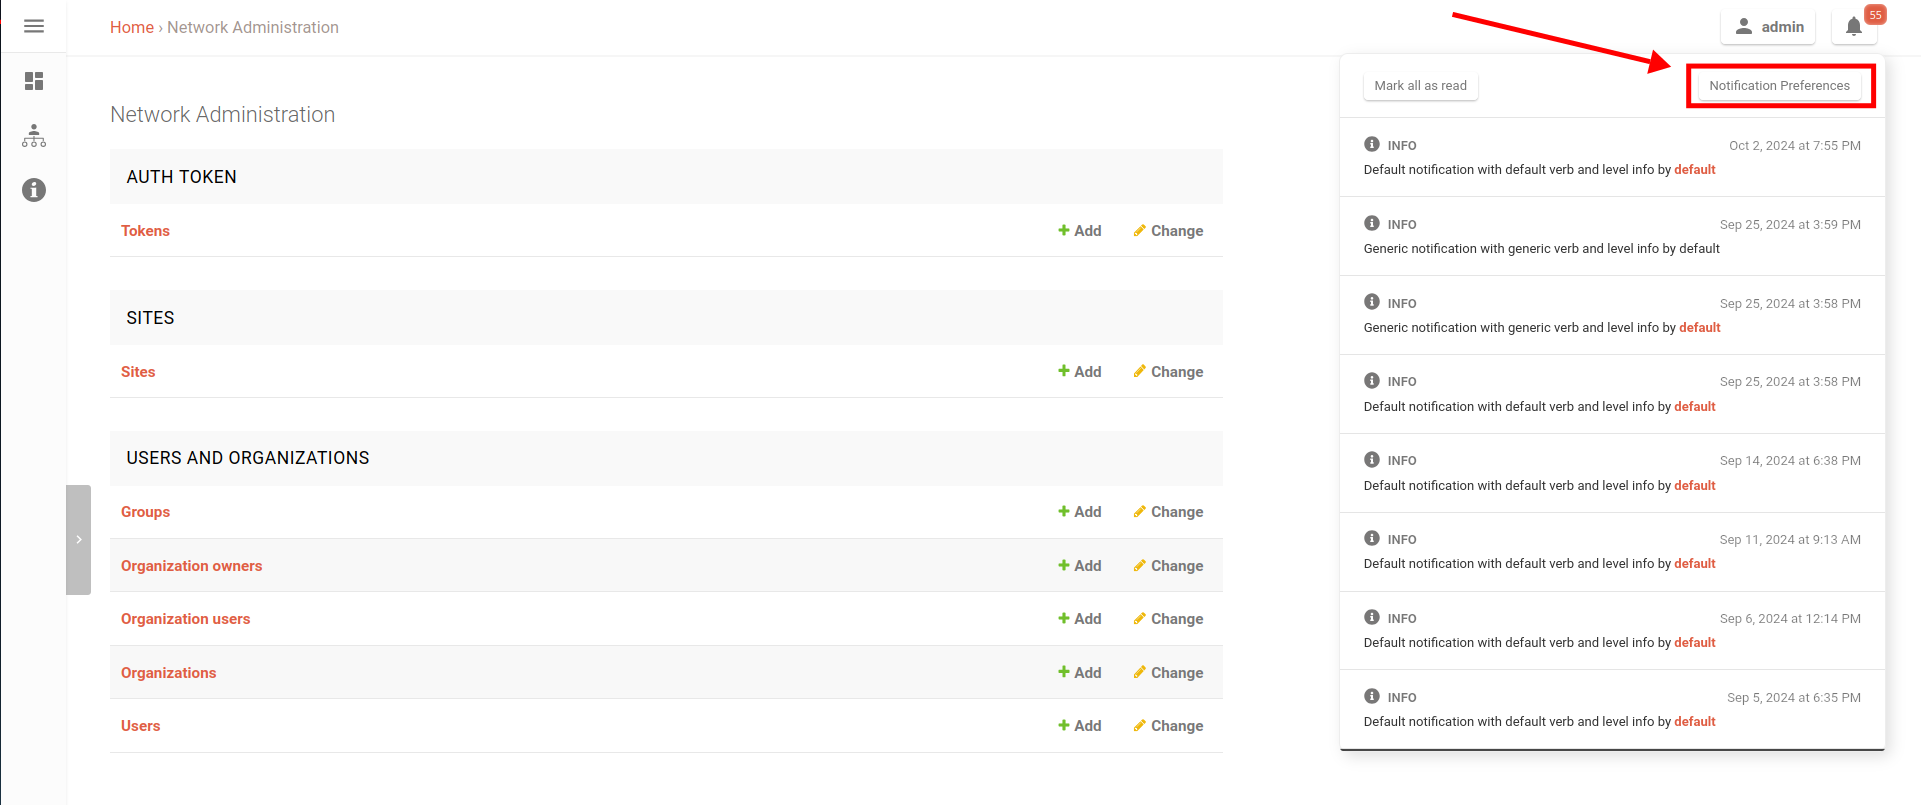 Home › Network Administration
admin
55
Mark all as read
Notification Preferences
Network Administration
AUTH TOKEN
Tokens
Add Change
SITES
Sites
Add Change
USERS AND ORGANIZATIONS
Groups
Add Change
Organization owners
Add Change
Organization users
Add Change
Organizations
Add Change
Users
Add Change
INFO Oct 2, 2024 at 7:55 PM
Default notification with default verb and level info by default
INFO Sep 25, 2024 at 3:59 PM
Generic notification with generic verb and level info by default
INFO Sep 25, 2024 at 3:58 PM
Generic notification with generic verb and level info by default
INFO Sep 25, 2024 at 3:58 PM
Default notification with default verb and level info by default
INFO Sep 14, 2024 at 6:38 PM
Default notification with default verb and level info by default
INFO Sep 11, 2024 at 9:13 AM
Default notification with default verb and level info by default
INFO Sep 6, 2024 at 12:14 PM
Default notification with default verb and level info by default
INFO Sep 5, 2024 at 6:35 PM
Default notification with default verb and level info by default